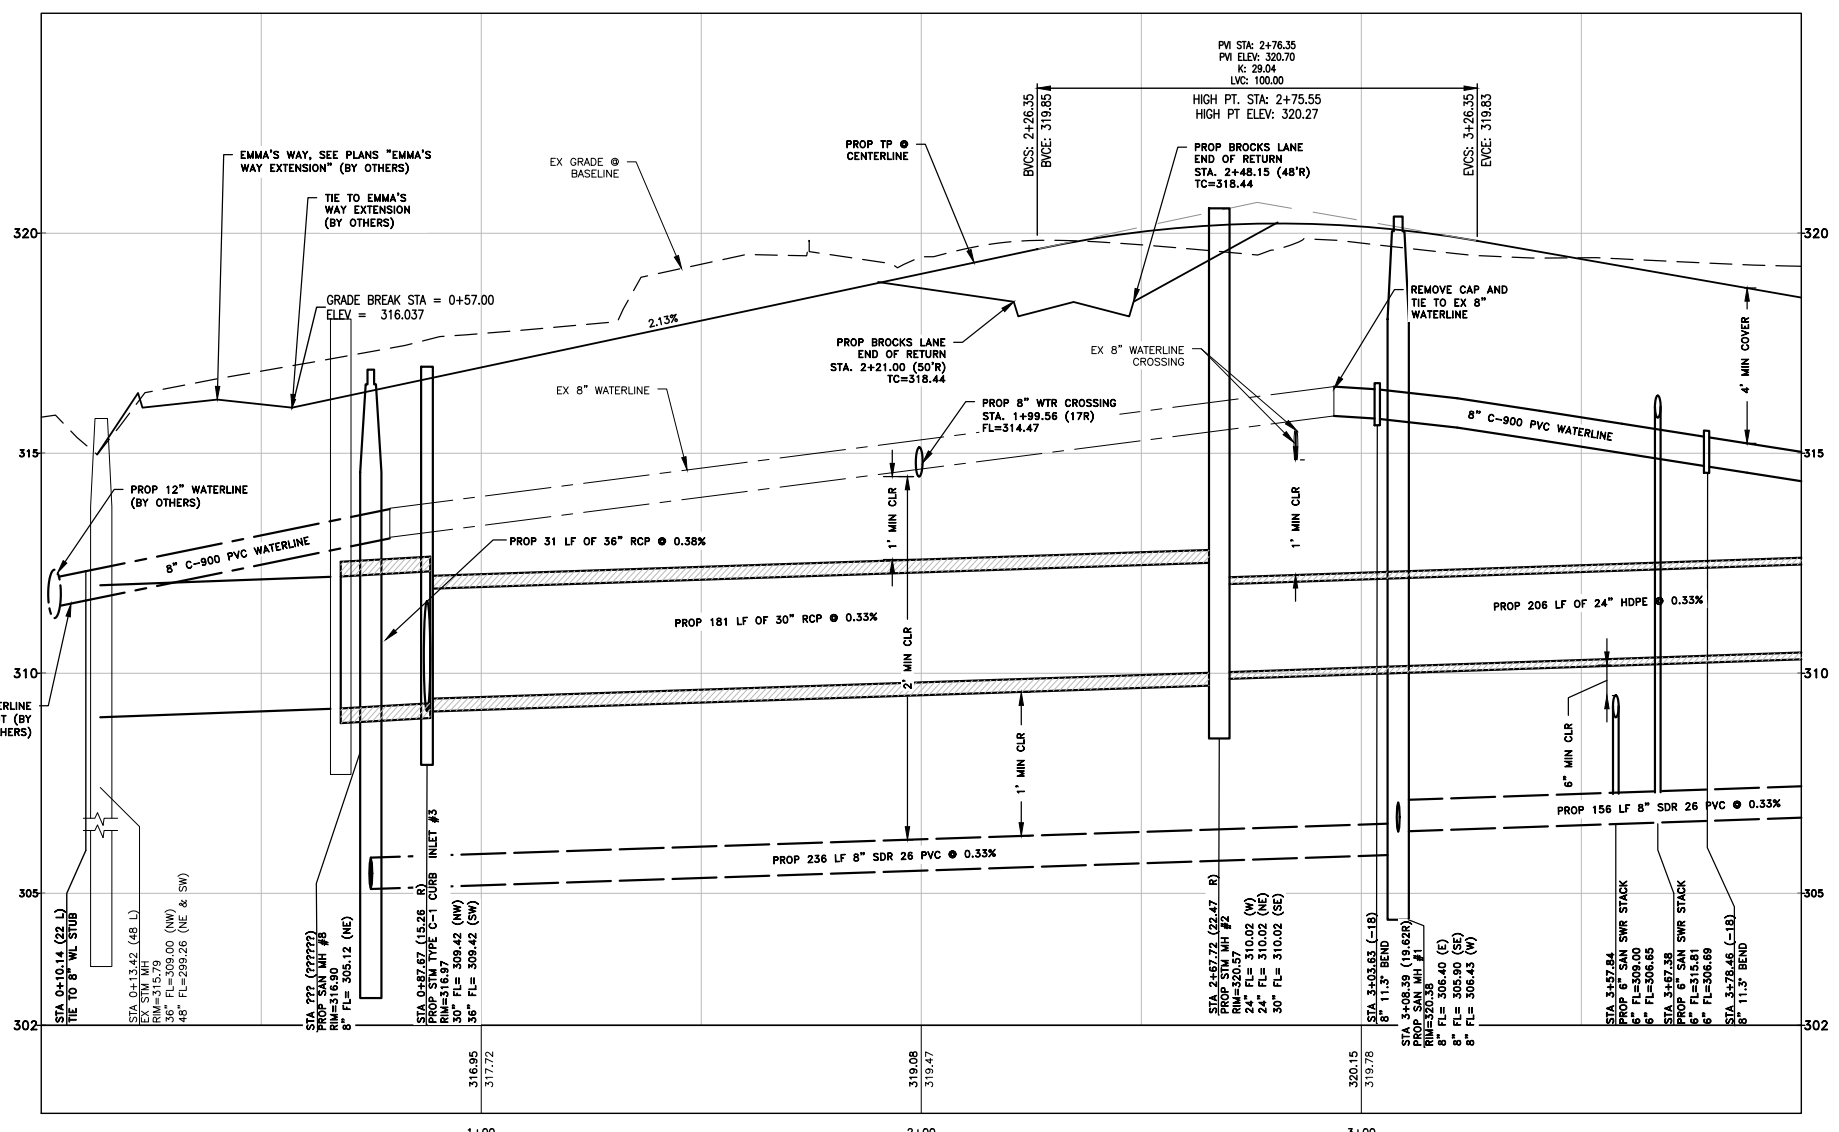 PVI STA: 2+76.35
PVI ELEV: 320.70
K: 29.04
LVC: 100.00
HIGH PT. STA: 2+75.55
HIGH PT ELEV: 320.27
BVCS: 2+26.35
BVCE: 319.85
EVCS: 3+26.35
EVCE: 319.83
EMMA'S WAY, SEE PLANS "EMMA'S
WAY EXTENSION" (BY OTHERS)
TIE TO EMMA'S
WAY EXTENSION
(BY OTHERS)
EX GRADE @
BASELINE
PROP TP @
CENTERLINE
PROP BROCKS LANE
END OF RETURN
STA. 2+48.15 (48'R)
TC=318.44
320
320
GRADE BREAK STA = 0+57.00
ELEV = 316.037
2.13%
REMOVE CAP AND
TIE TO EX 8"
WATERLINE
PROP BROCKS LANE
END OF RETURN
STA. 2+21.00 (50'R)
TC=318.44
EX 8" WATERLINE
CROSSING
4' MIN COVER
EX 8" WATERLINE
PROP 8" WTR CROSSING
STA. 1+99.56 (17R)
FL=314.47
8" C-900 PVC WATERLINE
315
315
PROP 12" WATERLINE
(BY OTHERS)
1' MIN CLR
1' MIN CLR
8" C-900 PVC WATERLINE
PROP 31 LF OF 36" RCP @ 0.38%
PROP 181 LF OF 30" RCP @ 0.33%
PROP 206 LF OF 24" HDPE @ 0.33%
2' MIN CLR
310
310
ERLINE
T (BY
HERS)
1' MIN CLR
6" MIN CLR
PROP 156 LF 8" SDR 26 PVC @ 0.33%
PROP 236 LF 8" SDR 26 PVC @ 0.33%
305
305
STA 0+10.14 (22 L)
TIE TO 8" WL STUB
STA 0+13.42 (48 L)
EX STM MH
RIM=315.79
36" FL=309.00 (NW)
48" FL=299.26 (NE & SW)
STA ??? (??????)
PROP SAN MH #8
RIM=316.90
8" FL= 305.12 (NE)
STA 0+87.67 (15.26 R)
PROP STM TYPE C-1 CURB INLET #3
RIM=316.97
30" FL= 309.42 (NW)
36" FL= 309.42 (SW)
STA 2+67.72 (22.47 R)
PROP STM MH #2
RIM=320.57
24" FL= 310.02 (W)
24" FL= 310.02 (NE)
30" FL= 310.02 (SE)
STA 3+03.63 (-18)
8" 11.3° BEND
STA 3+08.39 (19.62R)
PROP SAN MH #1
RIM=320.38
8" FL= 306.40 (E)
8" FL= 305.90 (SE)
8" FL= 306.43 (W)
STA 3+57.84
PROP 6" SAN SWR STACK
6" FL=309.00
6" FL=306.65
STA 3+67.38
PROP 6" SAN SWR STACK
6" FL=315.81
6" FL=306.69
STA 3+78.46 (-18)
8" 11.3° BEND
302
302
316.95
317.72
319.08
319.47
320.15
319.78
1+00
2+00
3+00